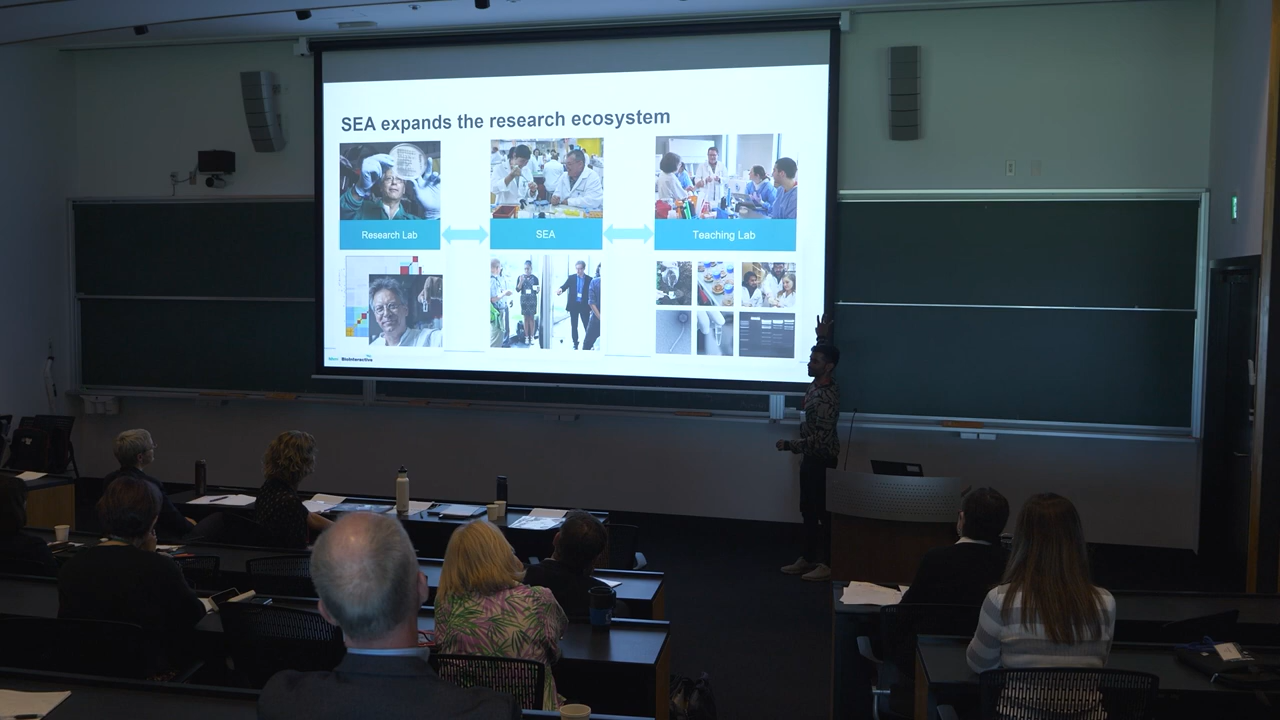 SEA expands the research ecosystem
Research Lab
SEA
Teaching Lab
BioInteractive